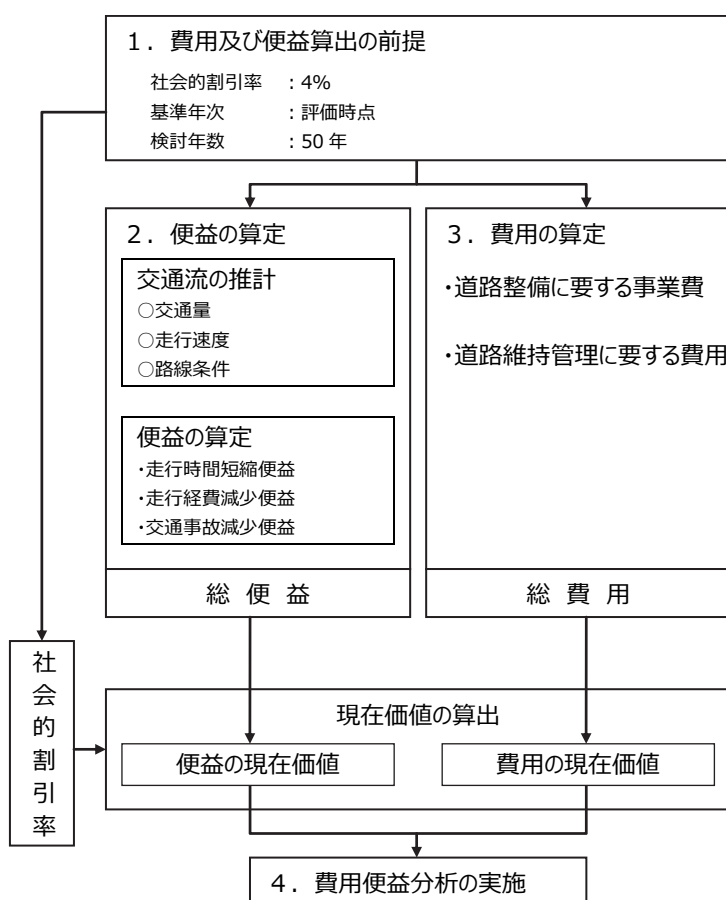 1．費用及び便益算出の前提
社会的割引率　：4%
基準年次　：評価時点
検討年数　：50 年
2．便益の算定
交通流の推計
○交通量
○走行速度
○路線条件
便益の算定
・走行時間短縮便益
・走行経費減少便益
・交通事故減少便益
総 便 益
3．費用の算定
・道路整備に要する事業費
・道路維持管理に要する費用
総 費 用
社会的割引率
現在価値の算出
便益の現在価値
費用の現在価値
4．費用便益分析の実施